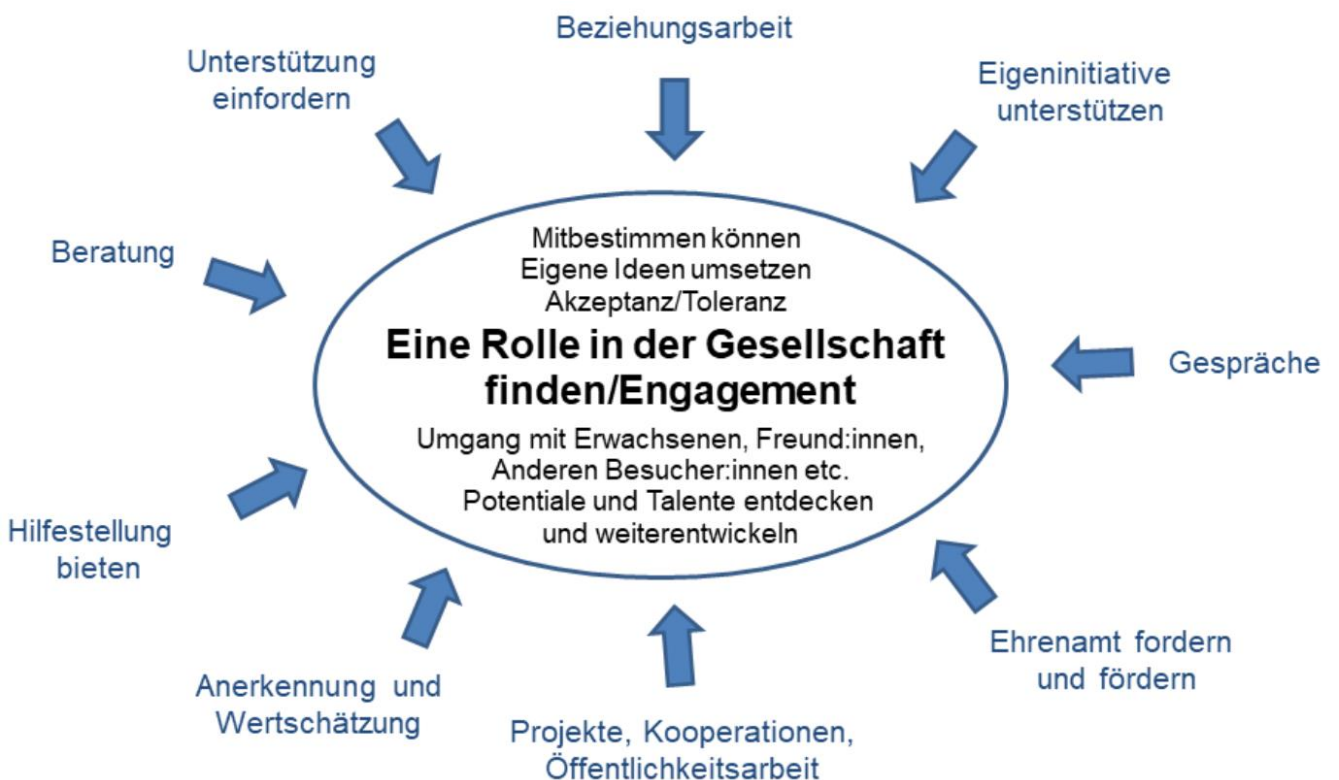 Beziehungsarbeit
Unterstützung
einfordern
Eigeninitiative
unterstützen
Beratung
Mitbestimmen können
Eigene Ideen umsetzen
Akzeptanz/Toleranz
Eine Rolle in der Gesellschaft
finden/Engagement
Umgang mit Erwachsenen, Freund:innen,
Anderen Besucher:innen etc.
Potentiale und Talente entdecken
und weiterentwickeln
Gespräche
Hilfestellung
bieten
Anerkennung und
Wertschätzung
Projekte, Kooperationen,
Öffentlichkeitsarbeit
Ehrenamt fordern
und fördern